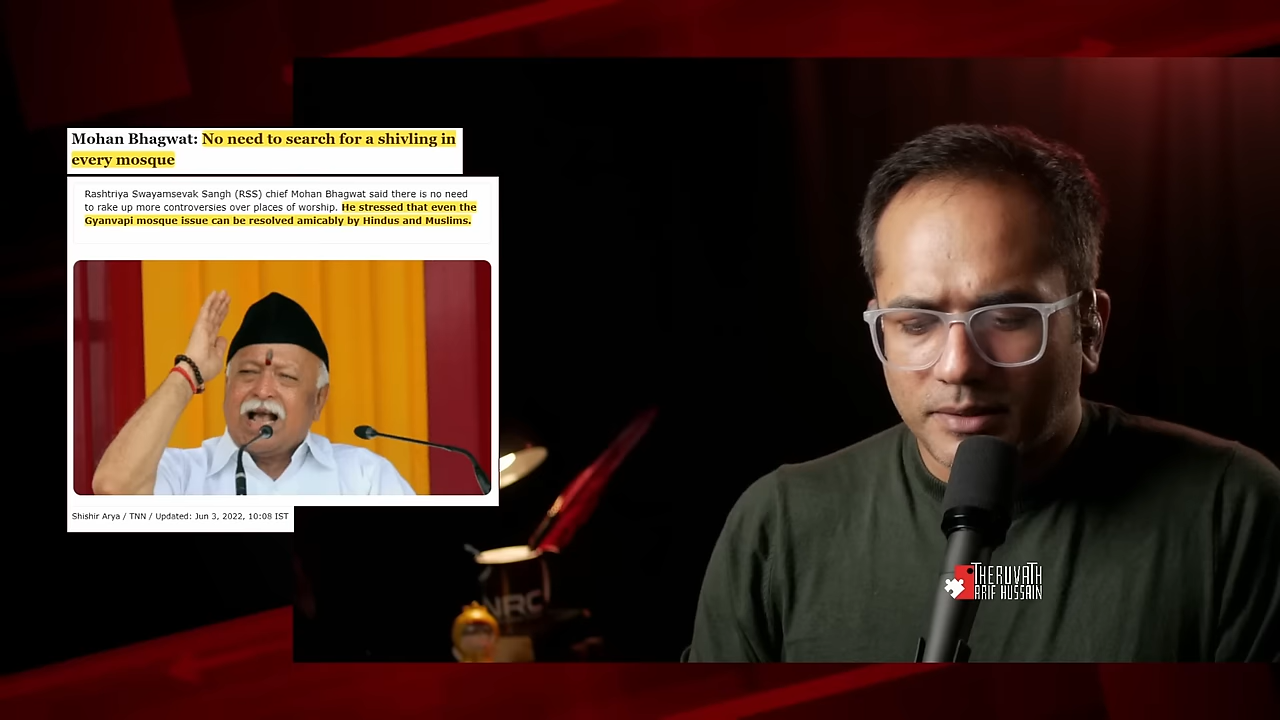 Mohan Bhagwat: No need to search for a shivling in
every mosque
Rashtriya Swayamsevak Sangh (RSS) chief Mohan Bhagwat said there is no need
to rake up more controversies over places of worship. He stressed that even the
Gyanvapi mosque issue can be resolved amicably by Hindus and Muslims.
Shishir Arya / TNN / Updated: Jun 3, 2022, 10:08 IST
NRC
THERUVATH
ARIF HUSSAIN